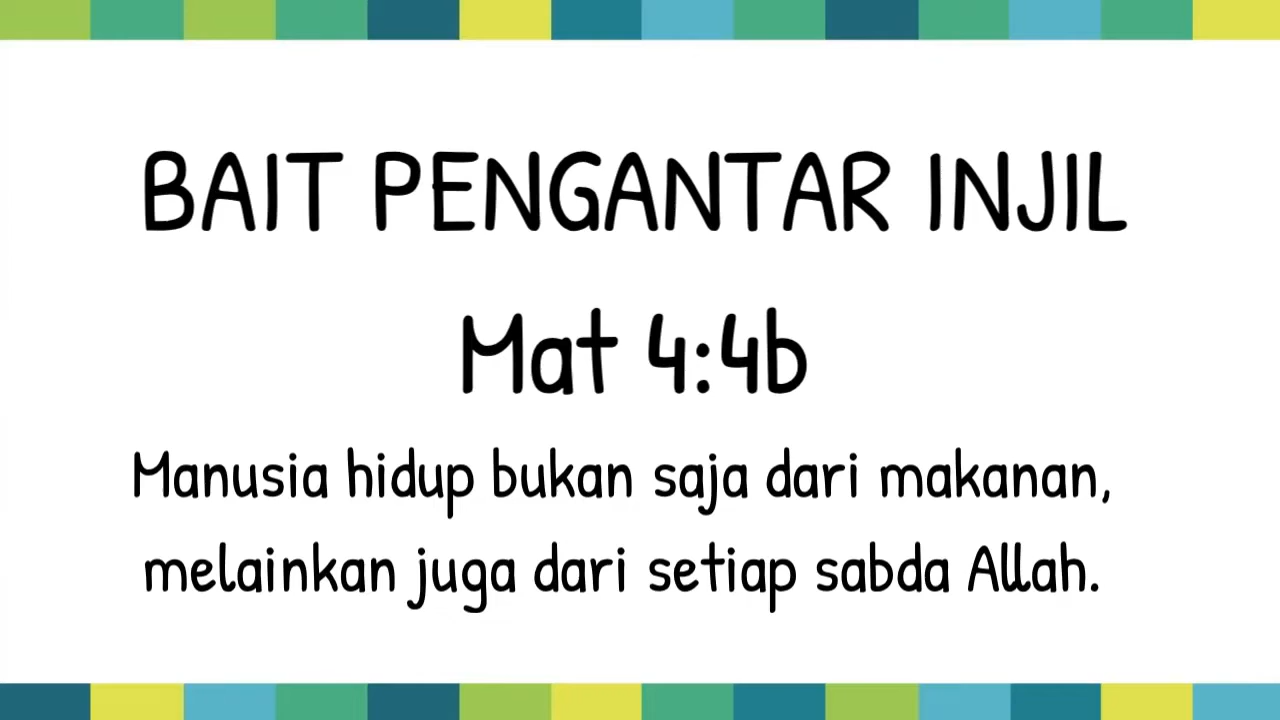 BAIT PENGANTAR INJIL
Mat 4:4b
Manusia hidup bukan saja dari makanan,
melainkan juga dari setiap sabda Allah.